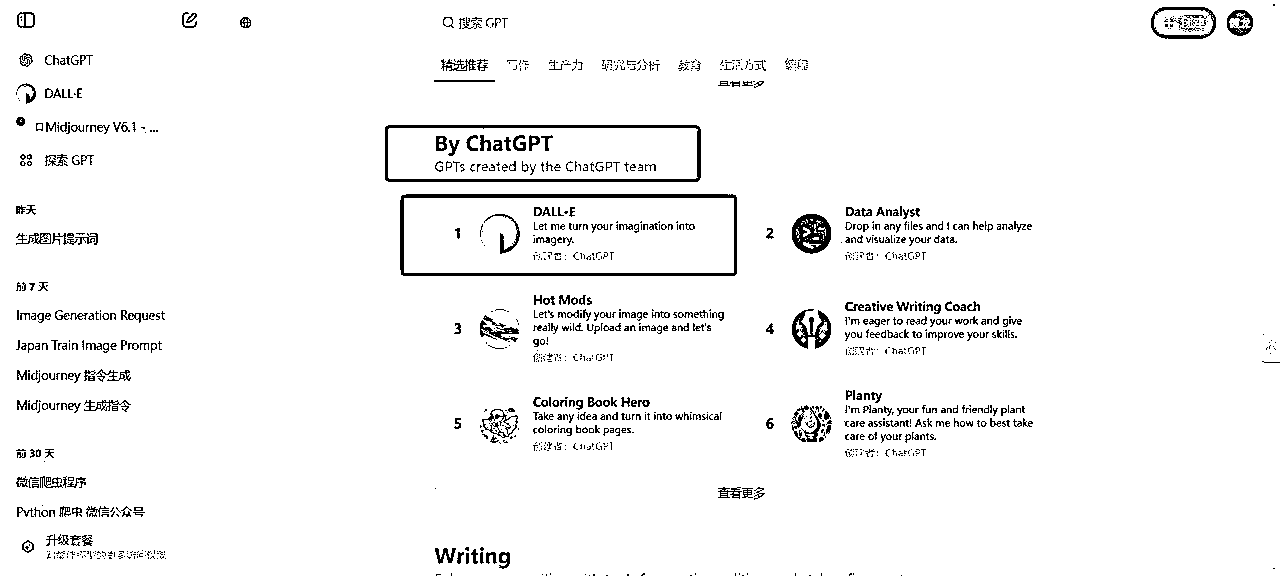 ChatGPT
DALL·E
Midjourney V6.1 - ...
探索 GPT
昨天
生成图片提示词
前 7 天
Image Generation Request
Japan Train Image Prompt
Midjourney 指令生成
Midjourney 生成指令
前 30 天
微信爬虫程序
Python 爬虫 微信公众号
升级套餐
搜索 GPT
精选推荐 写作 生产力 研究与分析 教育 生活方式 编程
查看更多
By ChatGPT
GPTs created by the ChatGPT team
1
DALL·E
Let me turn your imagination into
imagery.
创建者：ChatGPT
2
Data Analyst
Drop in any files and I can help analyze
and visualize your data.
创建者：ChatGPT
3
Hot Mods
Let's modify your image into something
really wild. Upload an image and let's
go!
创建者：ChatGPT
4
Creative Writing Coach
I'm eager to read your work and give
you feedback to improve your skills.
创建者：ChatGPT
5
Coloring Book Hero
Take any idea and turn it into whimsical
coloring book pages.
创建者：ChatGPT
6
Planty
I'm Planty, your fun and friendly plant
care assistant! Ask me how to best take
care of your plants.
创建者：ChatGPT
查看更多
Writing